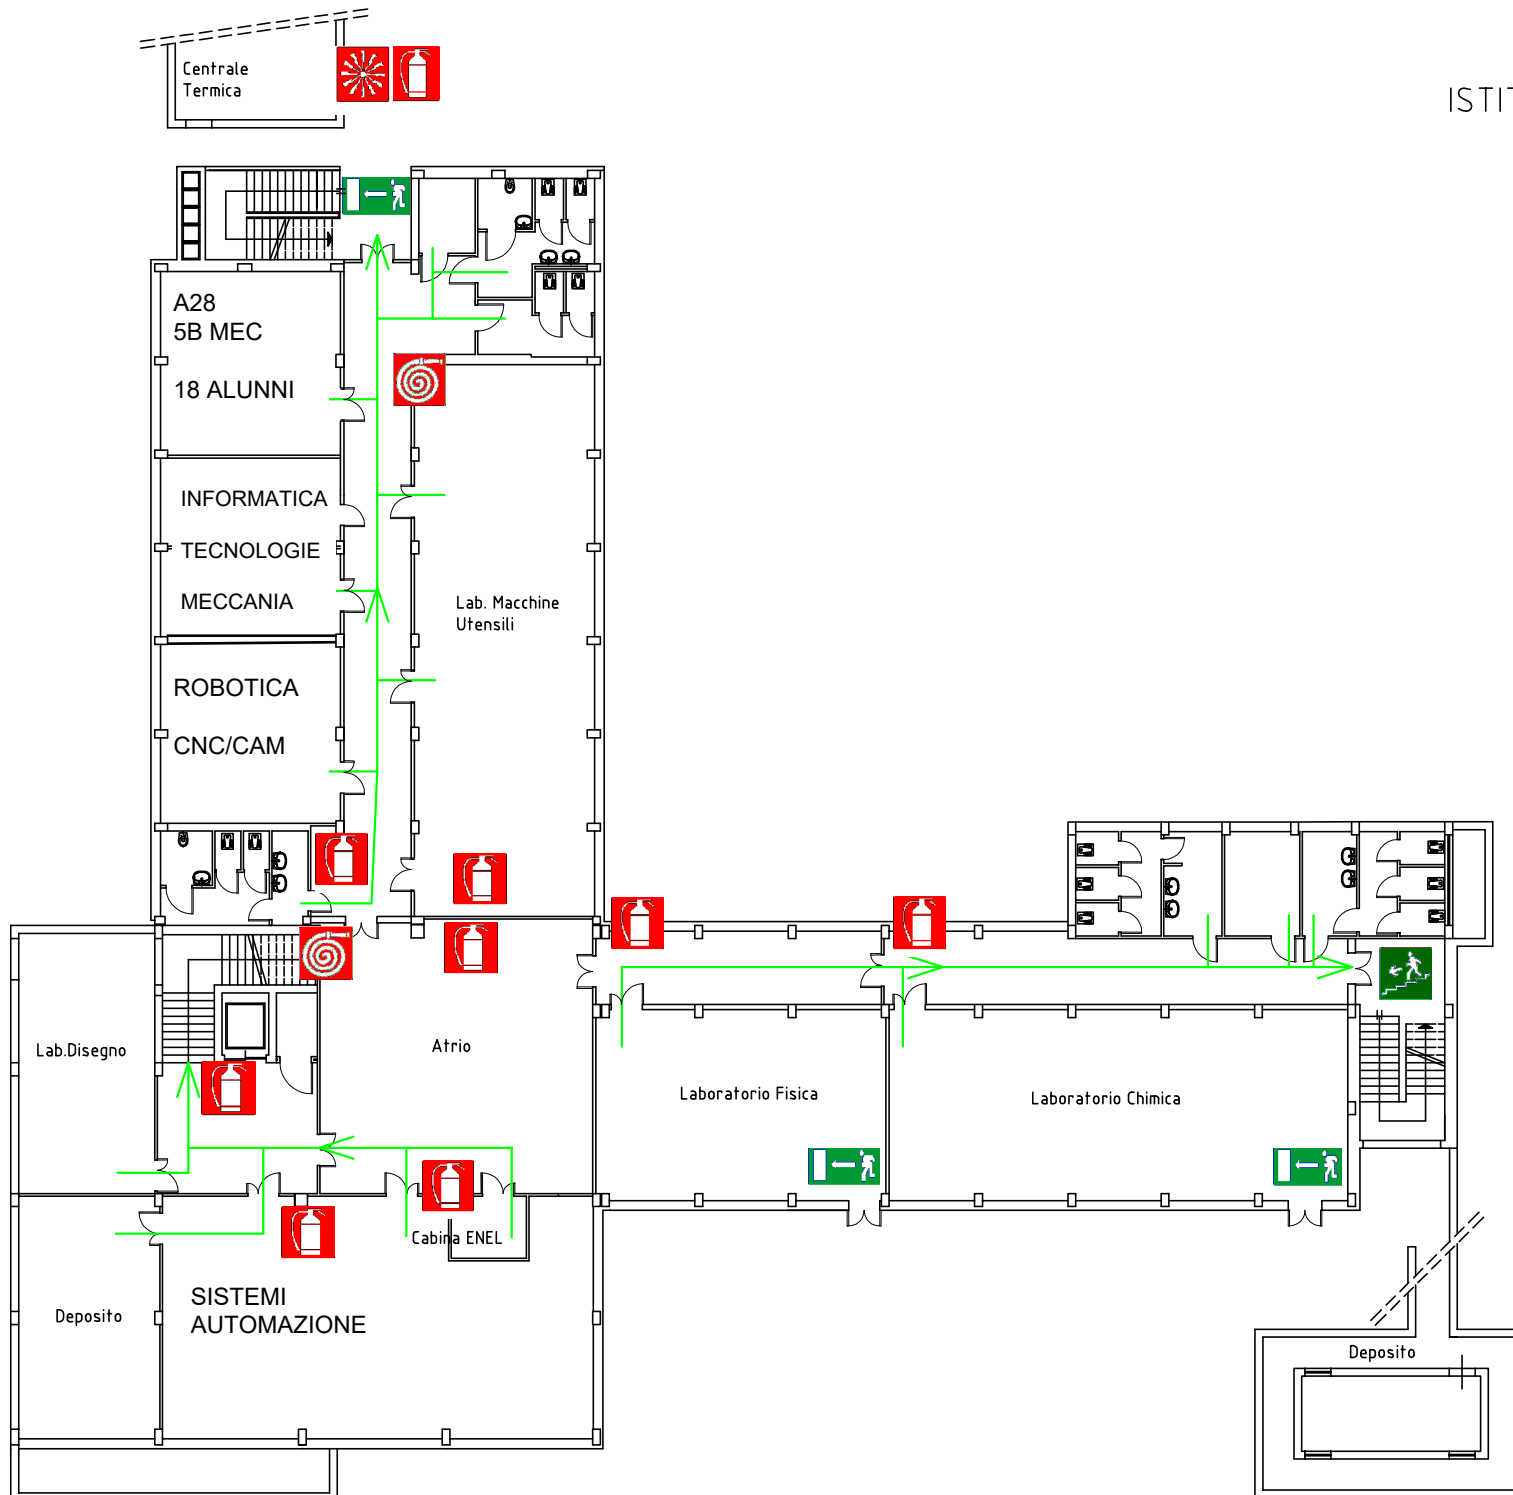 Centrale
Termica
ISTIT
A28
5B MEC
18 ALUNNI
INFORMATICA
TECNOLOGIE
MECCANIA
Lab. Macchine
Utensili
ROBOTICA
CNC/CAM
Lab.Disegno
Atrio
Laboratorio Fisica
Laboratorio Chimica
Cabina ENEL
SISTEMI
AUTOMAZIONE
Deposito
Deposito